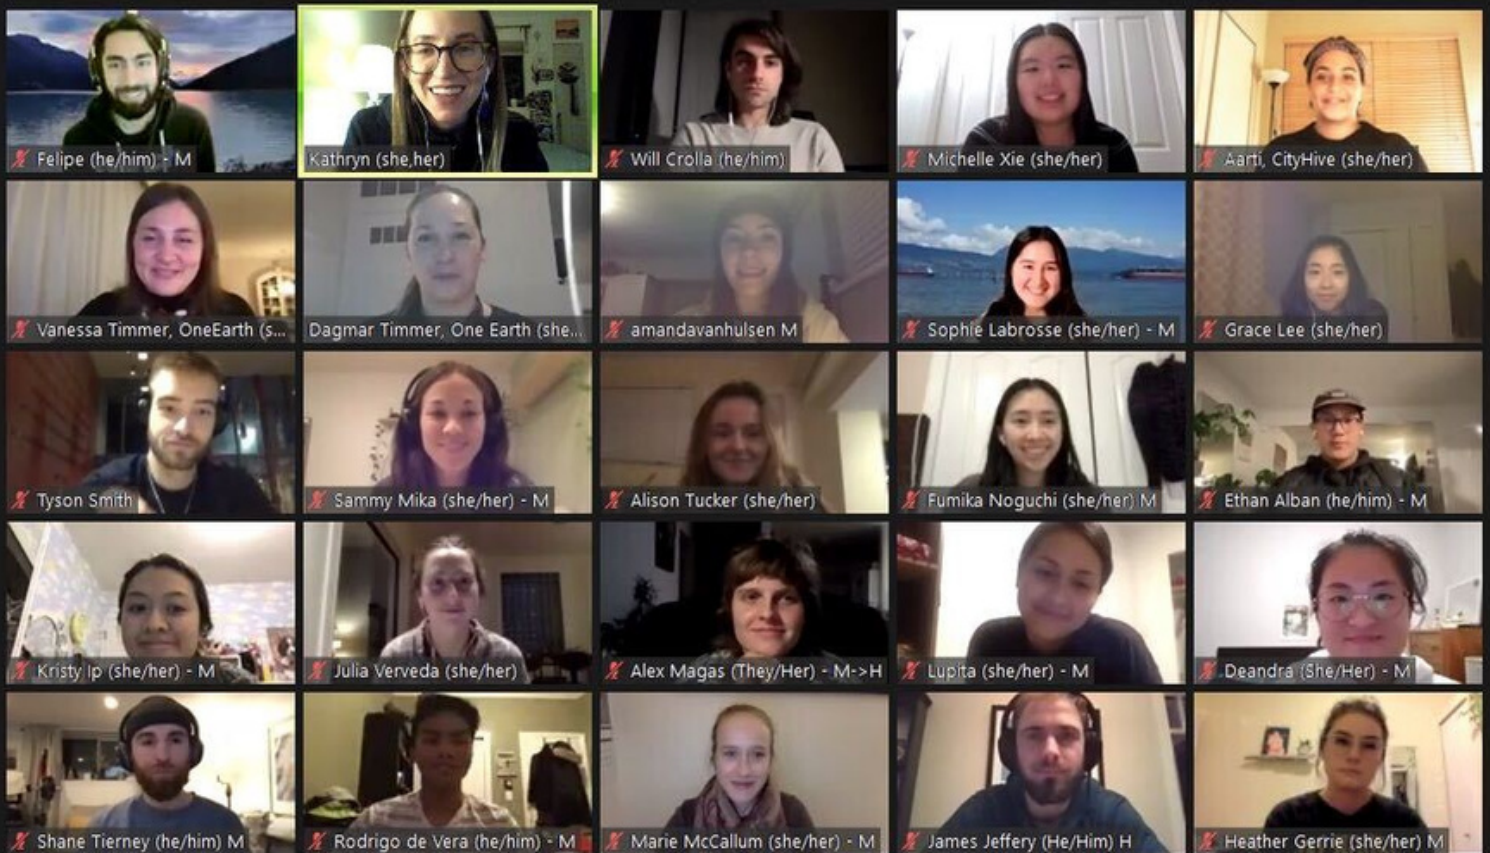 Felipe (he/him) - M
Kathryn (she,her)
Will Crolla (he/him)
Michelle Xie (she/her)
Aarti, CityHive (she/her)
Vanessa Timmer, OneEarth (s...
Dagmar Timmer, One Earth (she...
amandavanhulsen M
Sophie Labrosse (she/her) - M
Grace Lee (she/her)
Tyson Smith
Sammy Mika (she/her) - M
Alison Tucker (she/her)
Fumika Noguchi (she/her) M
Ethan Alban (he/him) - M
Kristy Ip (she/her) - M
Julia Verveda (she/her)
Alex Magas (They/Her) - M->H
Lupita (she/her) - M
Deandra (She/Her) - M
Shane Tierney (he/him) M
Rodrigo de Vera (he/him) - M
Marie McCallum (she/her) - M
James Jeffery (He/Him) H
Heather Gerrie (she/her) M